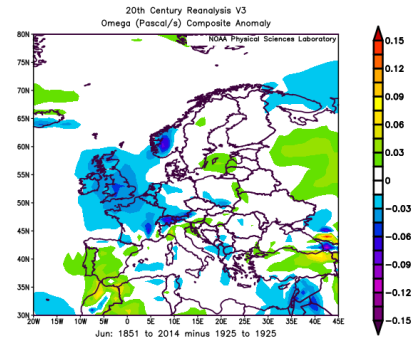 20th Century Reanalysis V3
Omega (Pascal/s) Composite Anomaly
NOAA Physical Sciences Laboratory
80N
75N
70N
65N
60N
55N
50N
45N
40N
35N
30N
20W 15W 10W 5W 0 5E 10E 15E 20E 25E 30E 35E 40E 45E
Jun: 1851 to 2014 minus 1925 to 1925
0.15
0.12
0.09
0.06
0.03
0
-0.03
-0.06
-0.09
-0.12
-0.15